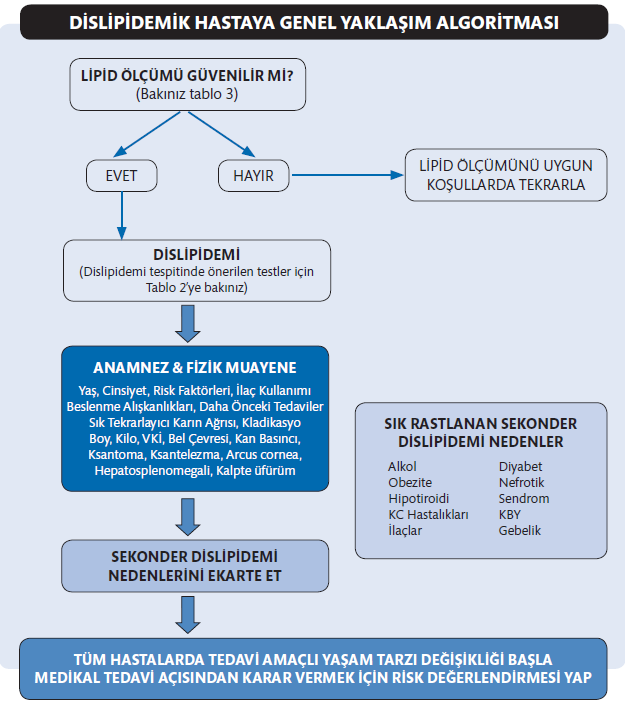 DİSLİPİDEMİK HASTAYA GENEL YAKLAŞIM ALGORİTMASI
LİPİD ÖLÇÜMÜ GÜVENİLİR Mİ?
(Bakınız tablo 3)
EVET
HAYIR
LİPİD ÖLÇÜMÜNÜ UYGUN
KOŞULLARDA TEKRARLA
DİSLİPİDEMİ
(Dislipidemi tespitinde önerilen testler için
Tablo 2'ye bakınız)
ANAMNEZ & FİZİK MUAYENE
Yaş, Cinsiyet, Risk Faktörleri, İlaç Kullanımı
Beslenme Alışkanlıkları, Daha Önceki Tedaviler
Sık Tekrarlayıcı Karın Ağrısı, Kladikasyo
Boy, Kilo, VKİ, Bel Çevresi, Kan Basıncı,
Ksantoma, Ksantelezma, Arcus cornea,
Hepatosplenomegali, Kalpte üfürüm
SIK RASTLANAN SEKONDER
DİSLİPİDEMİ NEDENLER
Alkol
Obezite
Hipotiroidi
KC Hastalıkları
İlaçlar
Diyabet
Nefrotik
Sendrom
KBY
Gebelik
SEKONDER DİSLİPİDEMİ
NEDENLERİNİ EKARTE ET
TÜM HASTALARDA TEDAVİ AMAÇLI YAŞAM TARZI DEĞİŞİKLİĞİ BAŞLA
MEDİKAL TEDAVİ AÇISINDAN KARAR VERMEK İÇİN RİSK DEĞERLENDİRMESİ YAP